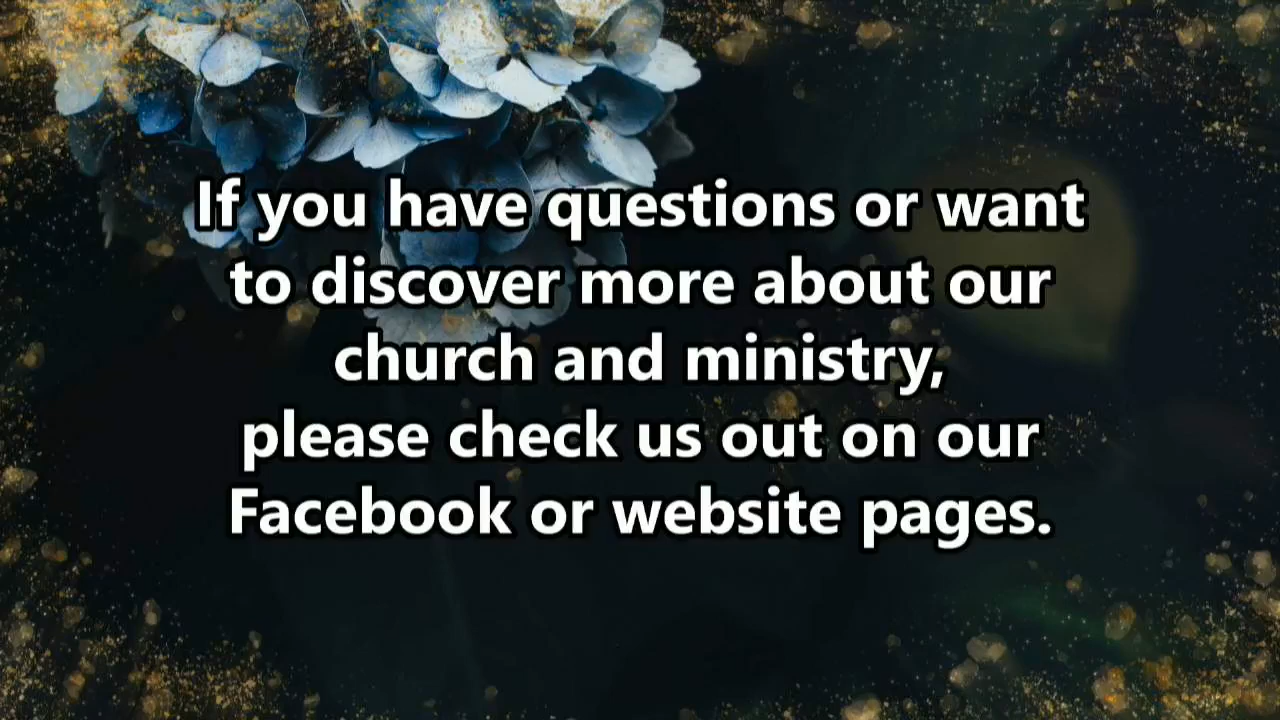 If you have questions or want
to discover more about our
church and ministry,
please check us out on our
Facebook or website pages.